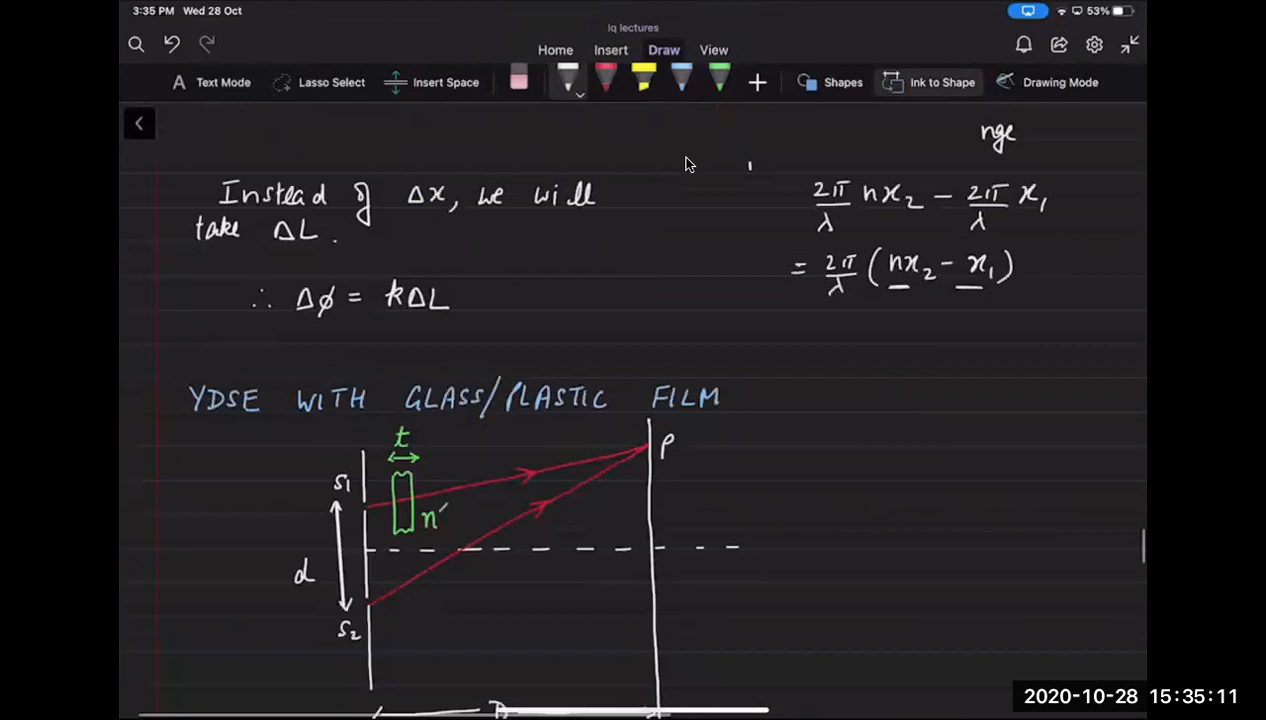 3:35 PM Wed 28 Oct
53%
iq lectures
Home Insert Draw View
Text Mode Lasso Select Insert Space Shapes Ink to Shape Drawing Mode
nge
Instead of Δx, we will
take ΔL.
2π/λ nx₂ − 2π/λ x₁
= 2π/λ (nx₂ − x₁)
∴ Δϕ = kΔL
YDSE WITH GLASS/PLASTIC FILM
t
P
S₁
n
d
S₂
D
2020-10-28 15:35:11